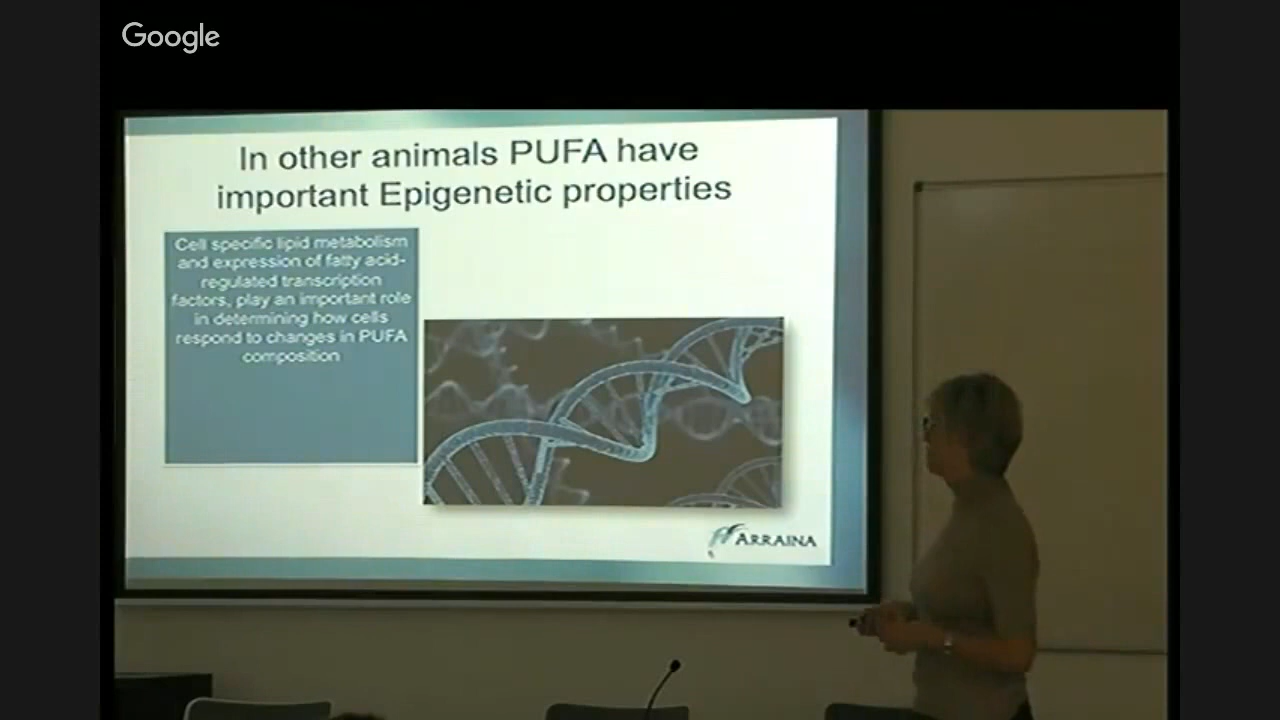 Google
In other animals PUFA have
important Epigenetic properties
Cell specific lipid metabolism
and expression of fatty acid-
regulated transcription
factors, play an important role
in determining how cells
respond to changes in PUFA
composition
ARRAINA